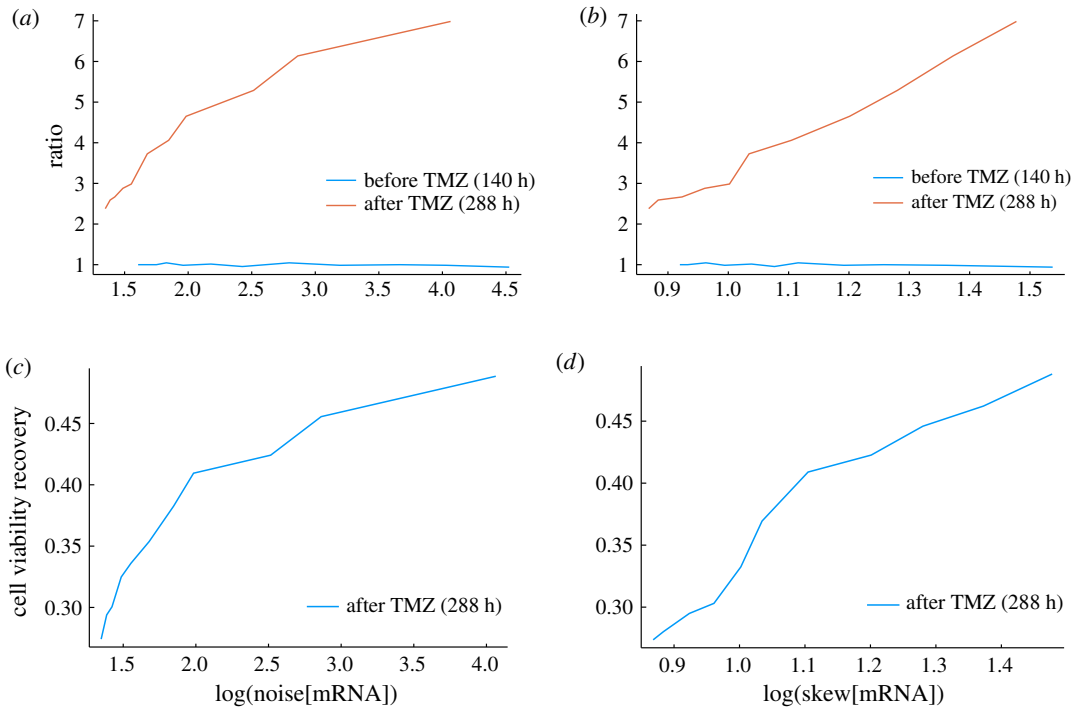 (a)
7
6
5
4
3
2
1
ratio
before TMZ (140 h)
after TMZ (288 h)
1.5 2.0 2.5 3.0 3.5 4.0 4.5
(b)
7
6
5
4
3
2
1
before TMZ (140 h)
after TMZ (288 h)
0.9 1.0 1.1 1.2 1.3 1.4 1.5
(c)
0.45
0.40
0.35
0.30
cell viability recovery
after TMZ (288 h)
1.5 2.0 2.5 3.0 3.5 4.0
log(noise[mRNA])
(d)
0.45
0.40
0.35
0.30
after TMZ (288 h)
0.9 1.0 1.1 1.2 1.3 1.4
log(skew[mRNA])